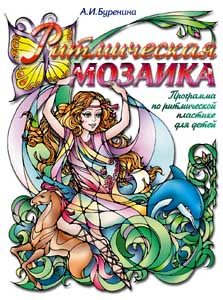 А.И.Буренина
Ритмическая
МОЗАИКА
Программа
по ритмической
пластике
для детей